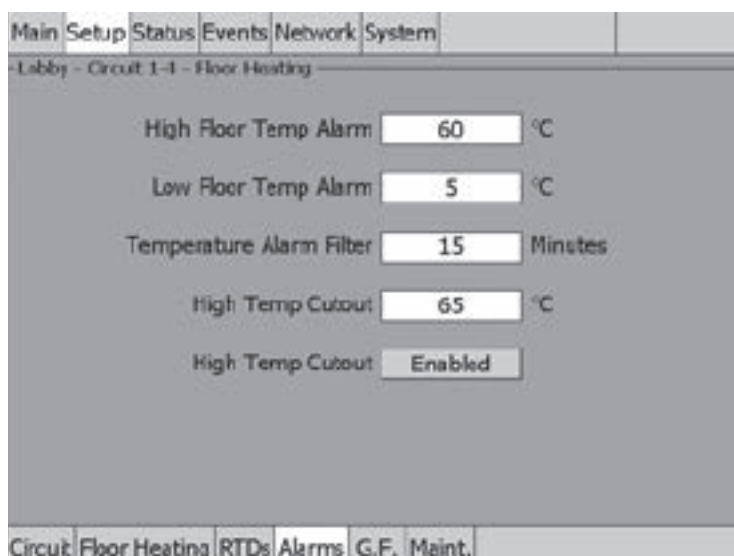 Main Setup Status Events Network System
Lobby - Circuit 1-1 - Floor Heating
High Floor Temp Alarm 60 °C
Low Floor Temp Alarm 5 °C
Temperature Alarm Filter 15 Minutes
High Temp Cutout 65 °C
High Temp Cutout Enabled
Circuit Floor Heating RTDs Alarms G.F. Maint.